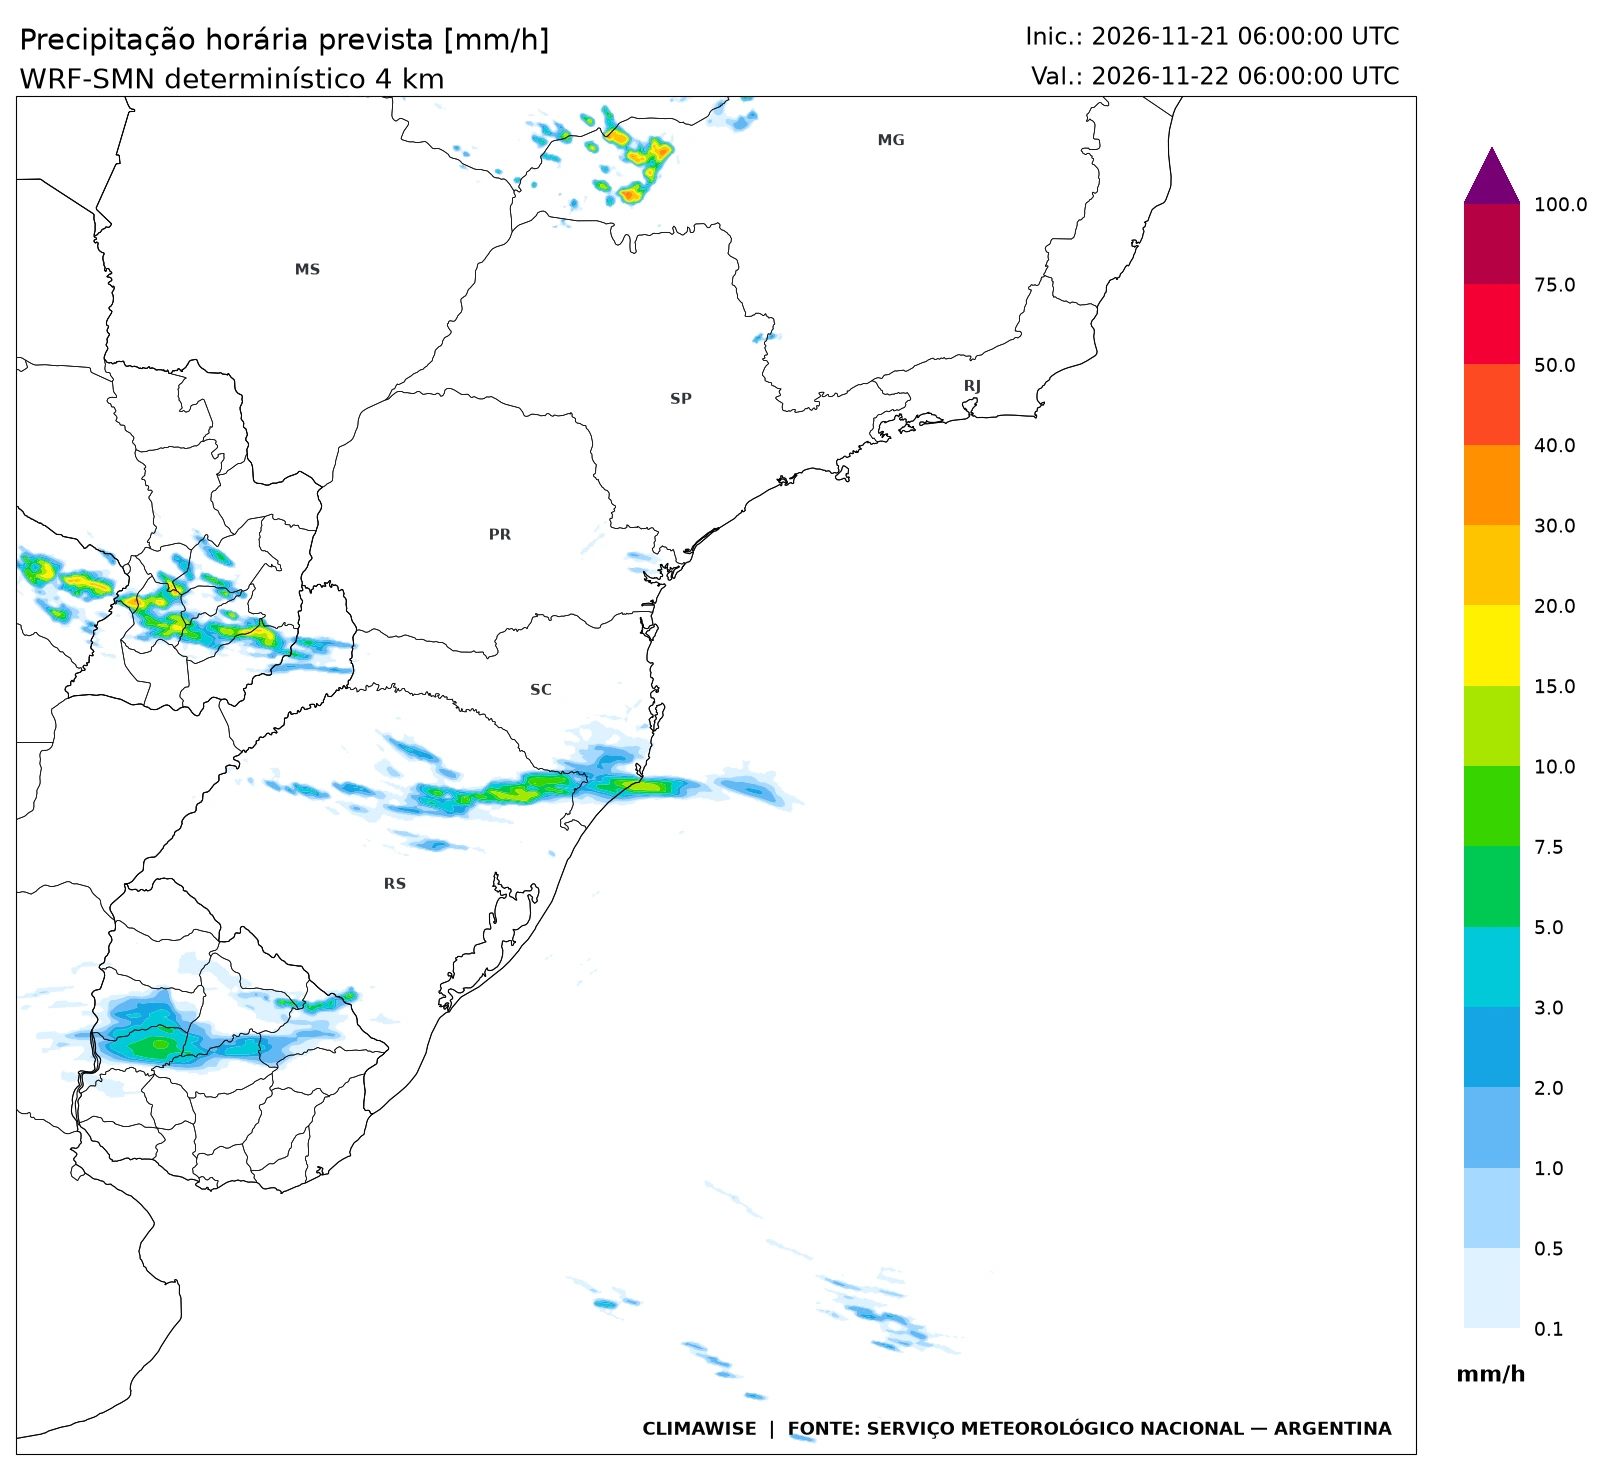 Precipitação horária prevista [mm/h]
WRF-SMN determinístico 4 km
Inic.: 2026-11-21 06:00:00 UTC
Val.: 2026-11-22 06:00:00 UTC
MG
MS
RJ
SP
PR
SC
RS
100.0
75.0
50.0
40.0
30.0
20.0
15.0
10.0
7.5
5.0
3.0
2.0
1.0
0.5
0.1
mm/h
CLIMAWISE | FONTE: SERVIÇO METEOROLÓGICO NACIONAL — ARGENTINA